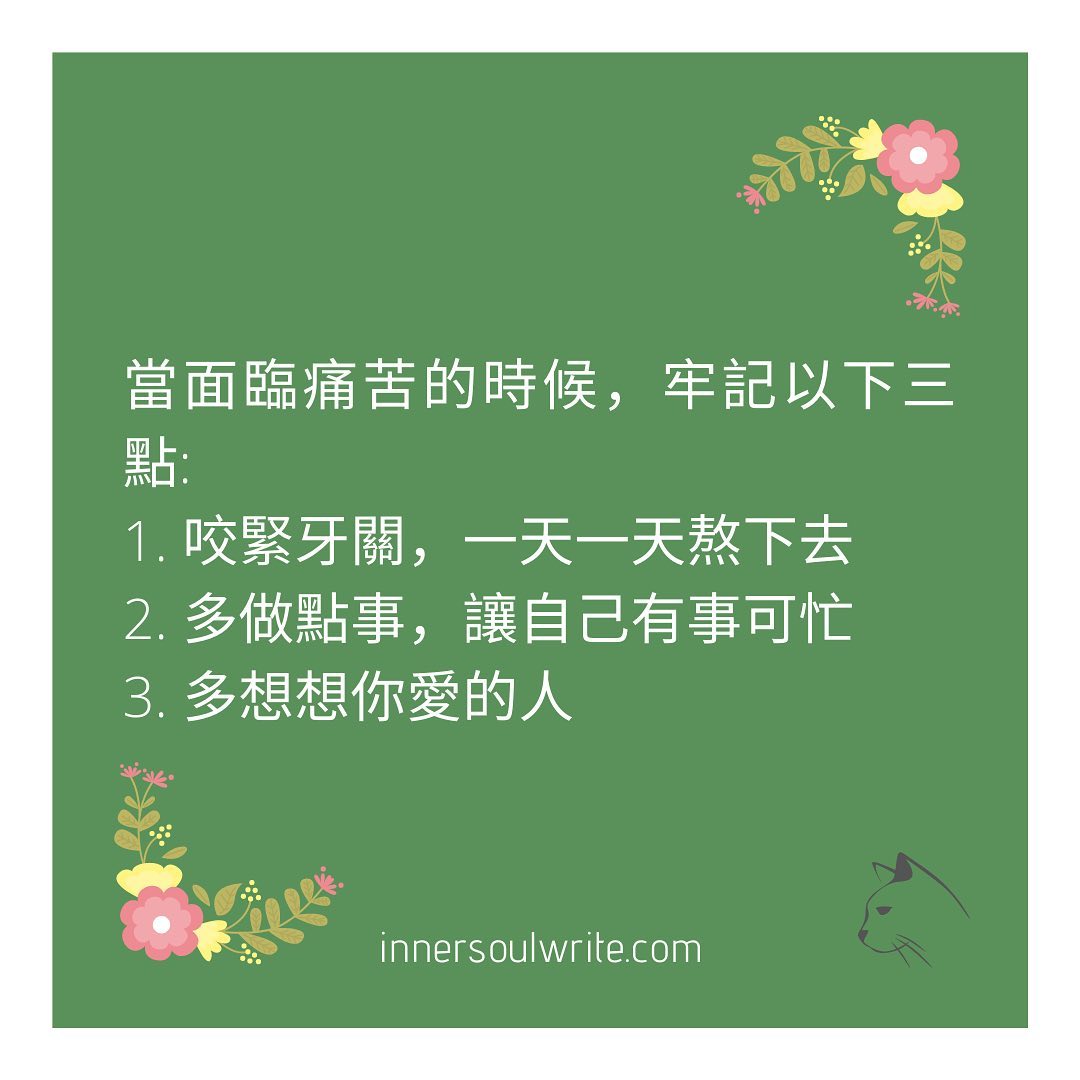 當面臨痛苦的時候，牢記以下三
點:
1. 咬緊牙關，一天一天熬下去
2. 多做點事，讓自己有事可忙
3. 多想想你愛的人
innersoulwrite.com